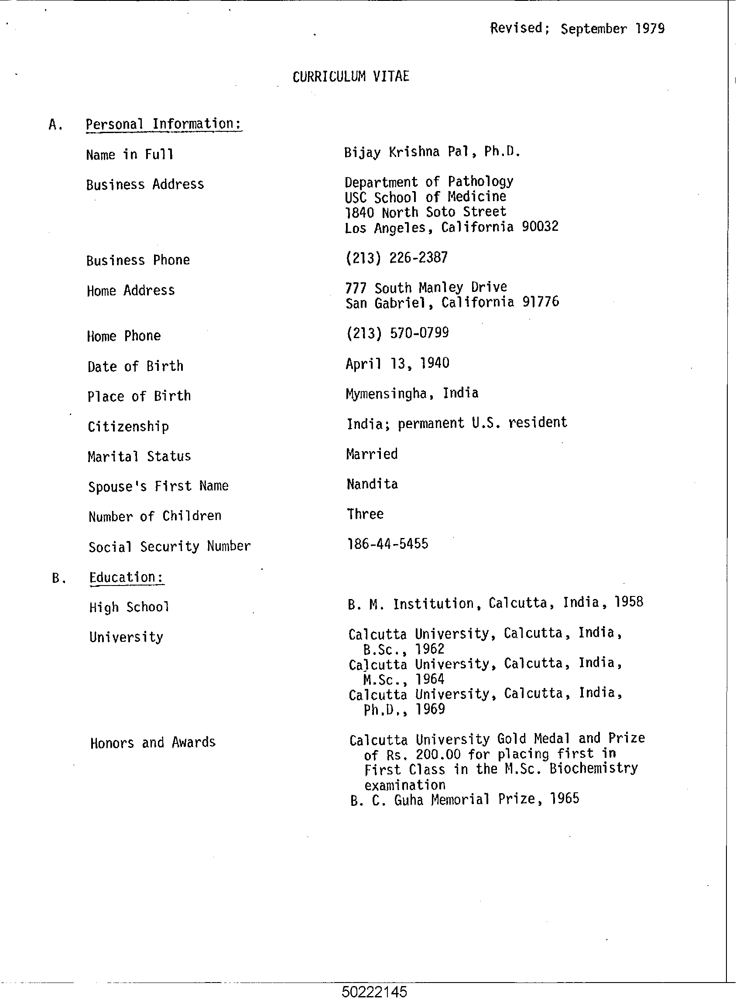 Revised; September 1979
CURRICULUM VITAE
A. Personal Information:
Name in Full Bijay Krishna Pal, Ph.D.
Business Address Department of Pathology
USC School of Medicine
1840 North Soto Street
Los Angeles, California 90032
Business Phone (213) 226-2387
Home Address 777 South Manley Drive
San Gabriel, California 91776
Home Phone (213) 570-0799
Date of Birth April 13, 1940
Place of Birth Mymensingha, India
Citizenship India; permanent U.S. resident
Marital Status Married
Spouse's First Name Nandita
Number of Children Three
Social Security Number 186-44-5455
B. Education:
High School B. M. Institution, Calcutta, India, 1958
University Calcutta University, Calcutta, India,
B.Sc., 1962
Calcutta University, Calcutta, India,
M.Sc., 1964
Calcutta University, Calcutta, India,
Ph.D., 1969
Honors and Awards Calcutta University Gold Medal and Prize
of Rs. 200.00 for placing first in
First Class in the M.Sc. Biochemistry
examination
B. C. Guha Memorial Prize, 1965
50222145